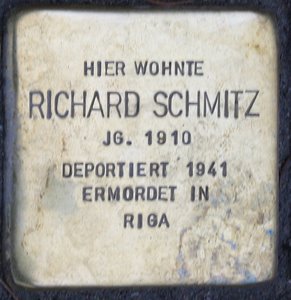 HIER WOHNTE
RICHARD SCHMITZ
JG. 1910
DEPORTIERT 1941
ERMORDET IN
RIGA